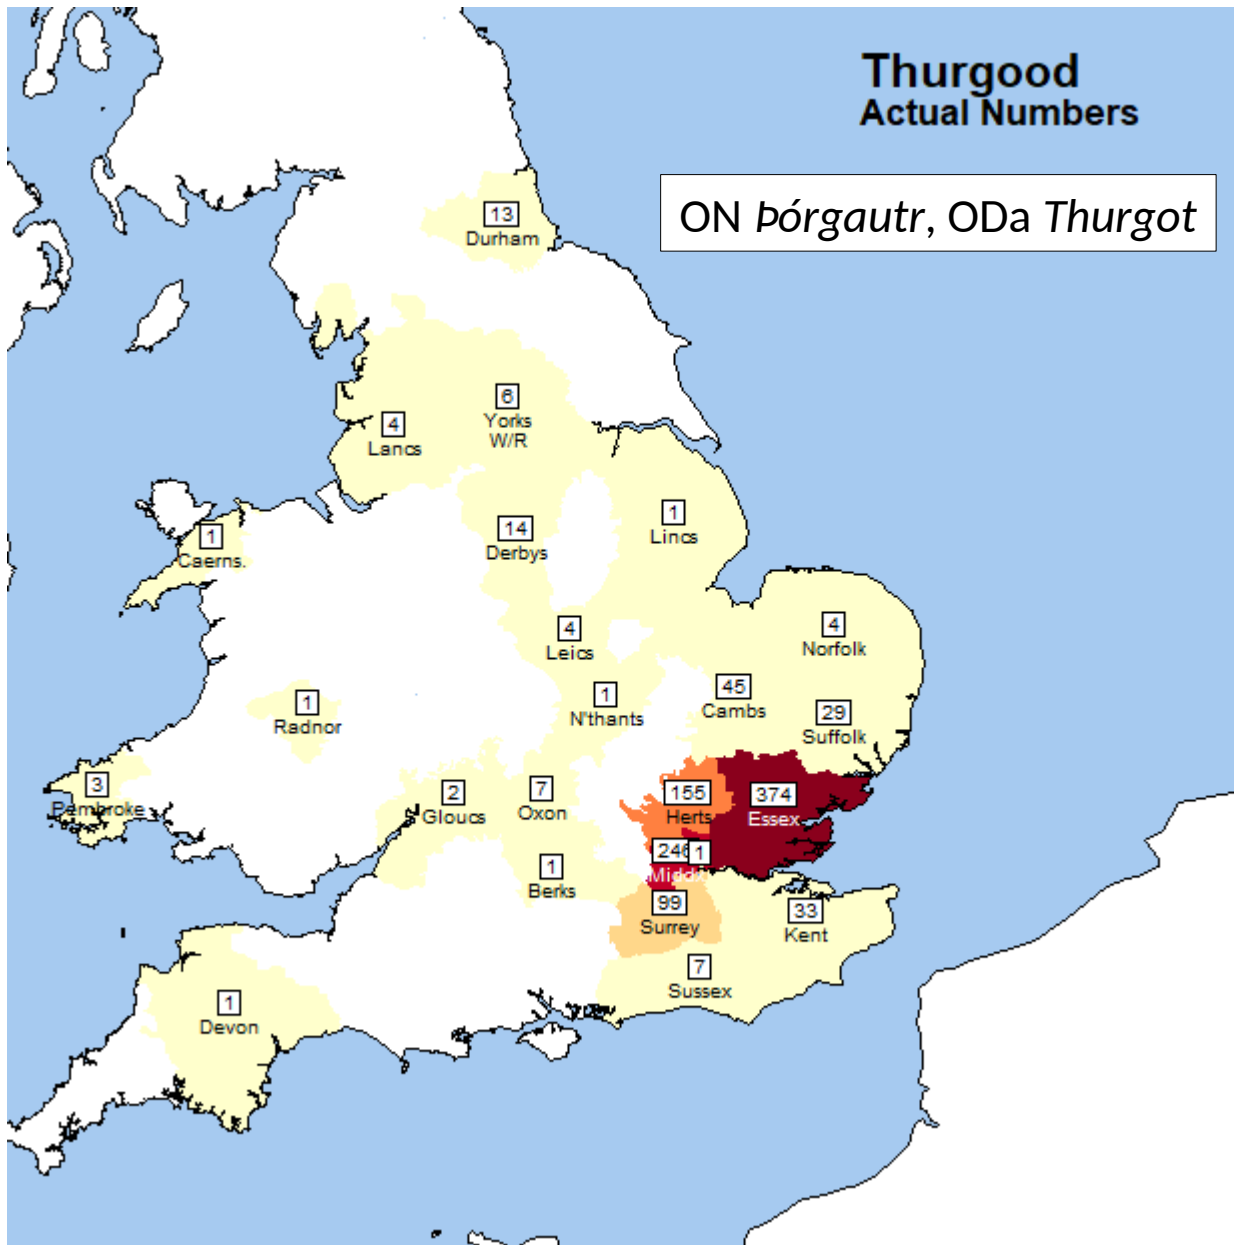 Thurgood
Actual Numbers
ON Þórgautr, ODa Thurgot
13
Durham
6
Yorks
W/R
4
Lancs
1
Lincs
14
Derbys
1
Caerns.
4
Norfolk
4
Leics
45
Cambs
1
N'thants
1
Radnor
29
Suffolk
3
Pembroke
2
Gloucs
7
Oxon
155
Herts
374
Essex
246
1
Middx
1
Berks
99
Surrey
33
Kent
7
Sussex
1
Devon